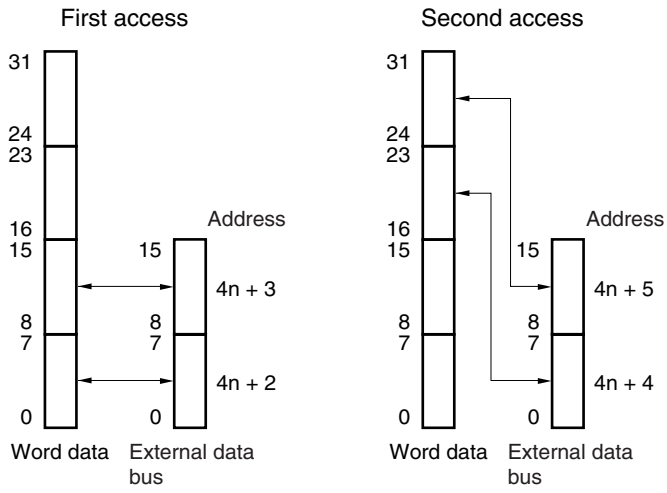 First access
31
24
23
16
15
8
7
0
Address
15
4n + 3
8
7
4n + 2
0
Word data
External data
bus
Second access
31
24
23
16
15
8
7
0
Address
15
4n + 5
8
7
4n + 4
0
Word data
External data
bus